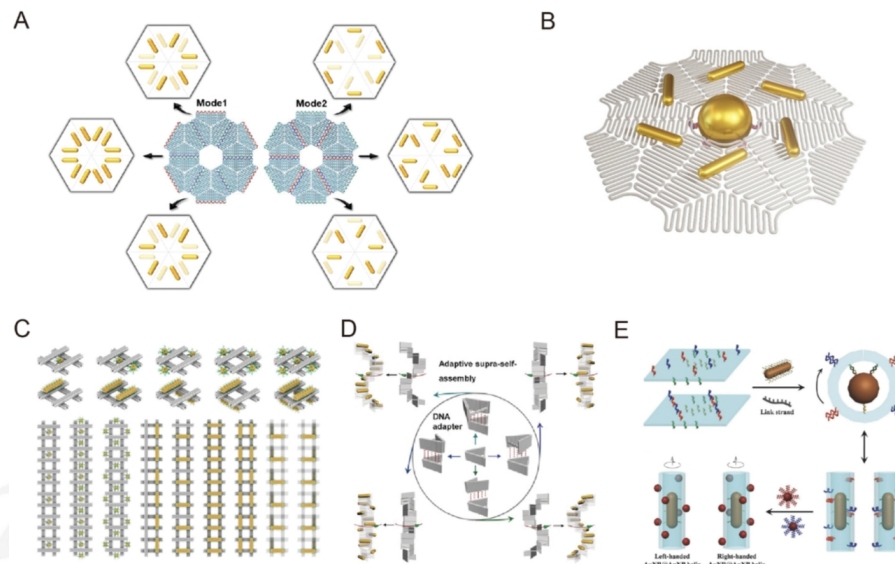 A
B
Mode1
Mode2
C
D
E
Adaptive supra-self-
assembly
DNA
adapter
Link strand
Left-handed
Right-handed